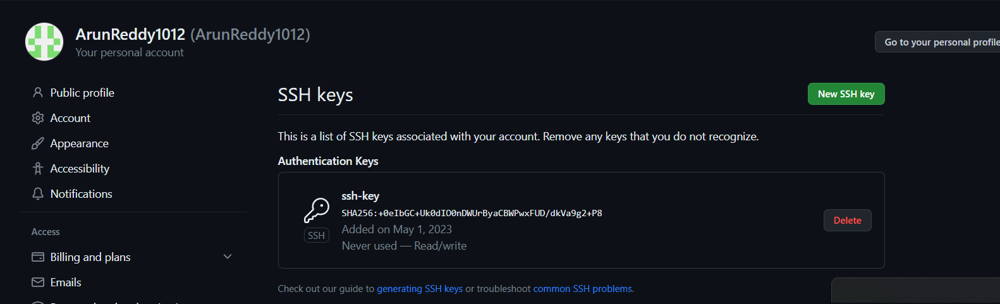 ArunReddy1012 (ArunReddy1012)
Your personal account
Go to your personal profile
Public profile
Account
Appearance
Accessibility
Notifications
Access
Billing and plans
Emails
SSH keys
New SSH key
This is a list of SSH keys associated with your account. Remove any keys that you do not recognize.
Authentication Keys
ssh-key
SHA256:+0eIbGC+Uk0dIO0nDWUrByaCBWPwxFUD/dkVa9g2+P8
Added on May 1, 2023
Never used — Read/write
SSH
Delete
Check out our guide to generating SSH keys or troubleshoot common SSH problems.